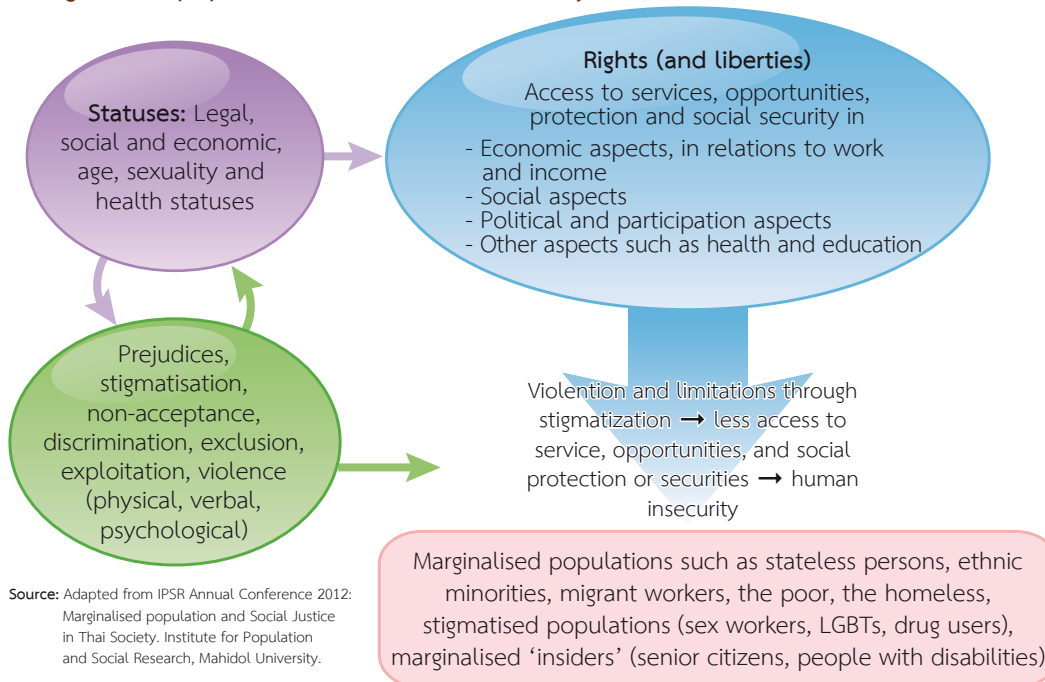 Statuses: Legal,
social and economic,
age, sexuality and
health statuses
Rights (and liberties)
Access to services, opportunities,
protection and social security in
- Economic aspects, in relations to work
and income
- Social aspects
- Political and participation aspects
- Other aspects such as health and education
Prejudices,
stigmatisation,
non-acceptance,
discrimination, exclusion,
exploitation, violence
(physical, verbal,
psychological)
Violention and limitations through
stigmatization → less access to
service, opportunities, and social
protection or securities → human
insecurity
Marginalised populations such as stateless persons, ethnic
minorities, migrant workers, the poor, the homeless,
stigmatised populations (sex workers, LGBTs, drug users),
marginalised ‘insiders’ (senior citizens, people with disabilities)
Source: Adapted from IPSR Annual Conference 2012:
Marginalised population and Social Justice
in Thai Society. Institute for Population
and Social Research, Mahidol University.